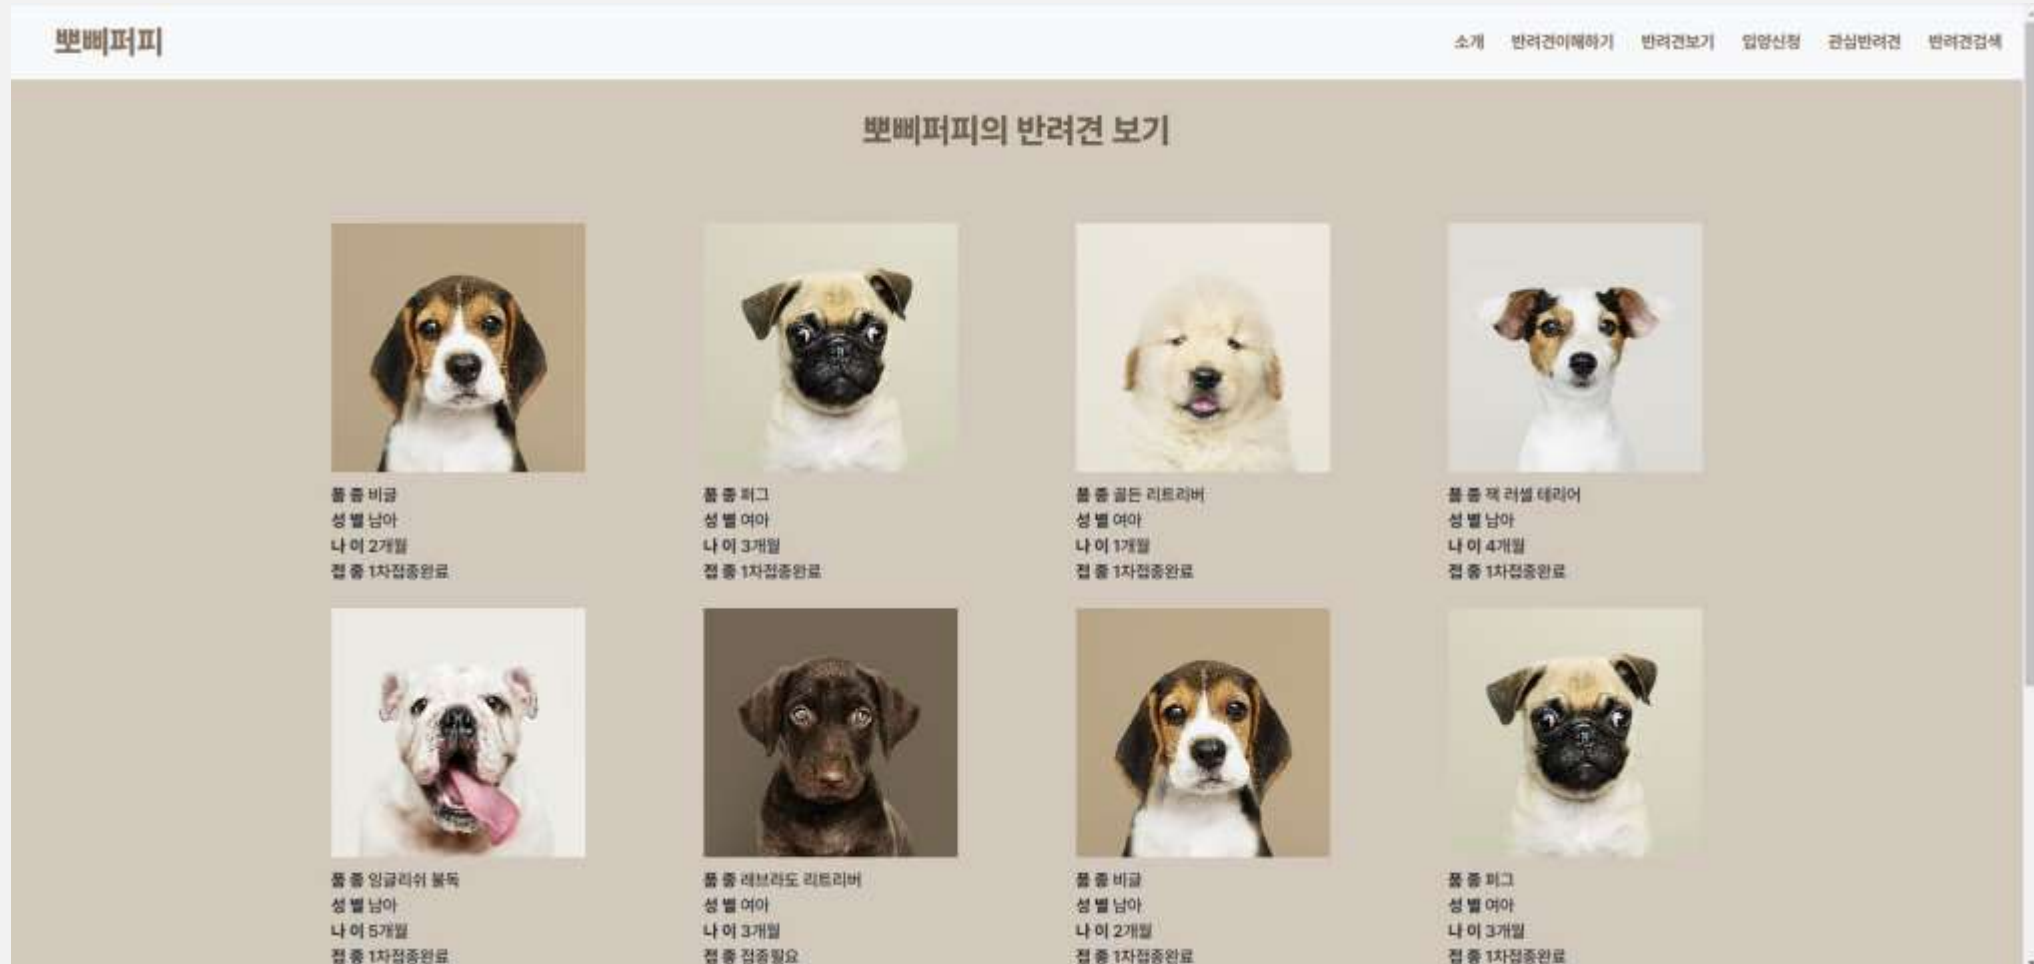 뽀삐퍼피
소개 반려견이해하기 반려견보기 입양신청 관심반려견 반려견검색
뽀삐퍼피의 반려견 보기
품 종 비글
성 별 남아
나 이 2개월
접 종 1차접종완료
품 종 퍼그
성 별 여아
나 이 3개월
접 종 1차접종완료
품 종 골든 리트리버
성 별 여아
나 이 1개월
접 종 1차접종완료
품 종 잭 러셀 테리어
성 별 남아
나 이 4개월
접 종 1차접종완료
품 종 잉글리쉬 불독
성 별 남아
나 이 5개월
접 종 1차접종완료
품 종 래브라도 리트리버
성 별 여아
나 이 3개월
접 종 접종필요
품 종 비글
성 별 남아
나 이 2개월
접 종 1차접종완료
품 종 퍼그
성 별 여아
나 이 3개월
접 종 1차접종완료